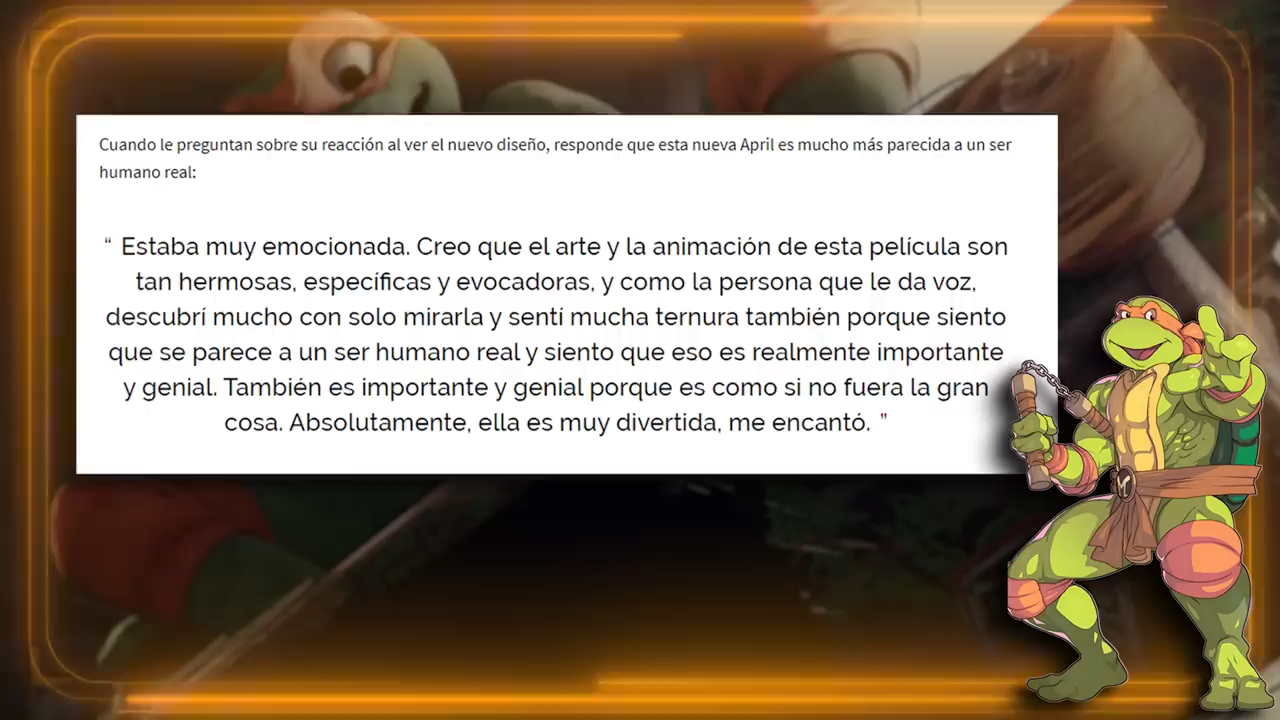 Cuando le preguntan sobre su reacción al ver el nuevo diseño, responde que esta nueva April es mucho más parecida a un ser
humano real:
“ Estaba muy emocionada. Creo que el arte y la animación de esta película son
tan hermosas, específicas y evocadoras, y como la persona que le da voz,
descubrí mucho con solo mirarla y sentí mucha ternura también porque siento
que se parece a un ser humano real y siento que eso es realmente importante
y genial. También es importante y genial porque es como si no fuera la gran
cosa. Absolutamente, ella es muy divertida, me encantó. ”